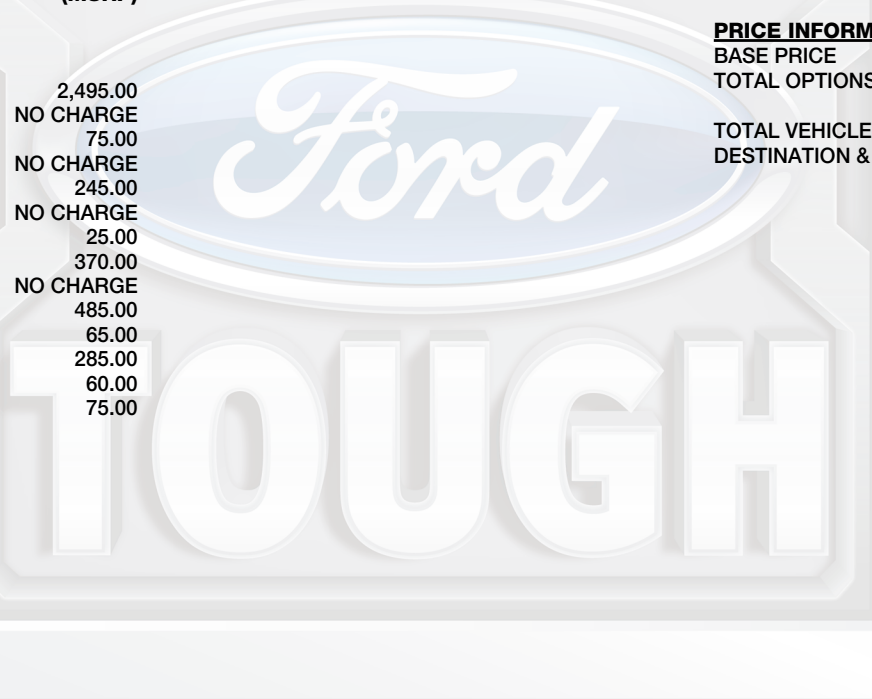 2,495.00
NO CHARGE
75.00
NO CHARGE
245.00
NO CHARGE
25.00
370.00
NO CHARGE
485.00
65.00
285.00
60.00
75.00
PRICE INFORM
BASE PRICE
TOTAL OPTIONS
TOTAL VEHICLE
DESTINATION &
Ford
TOUGH